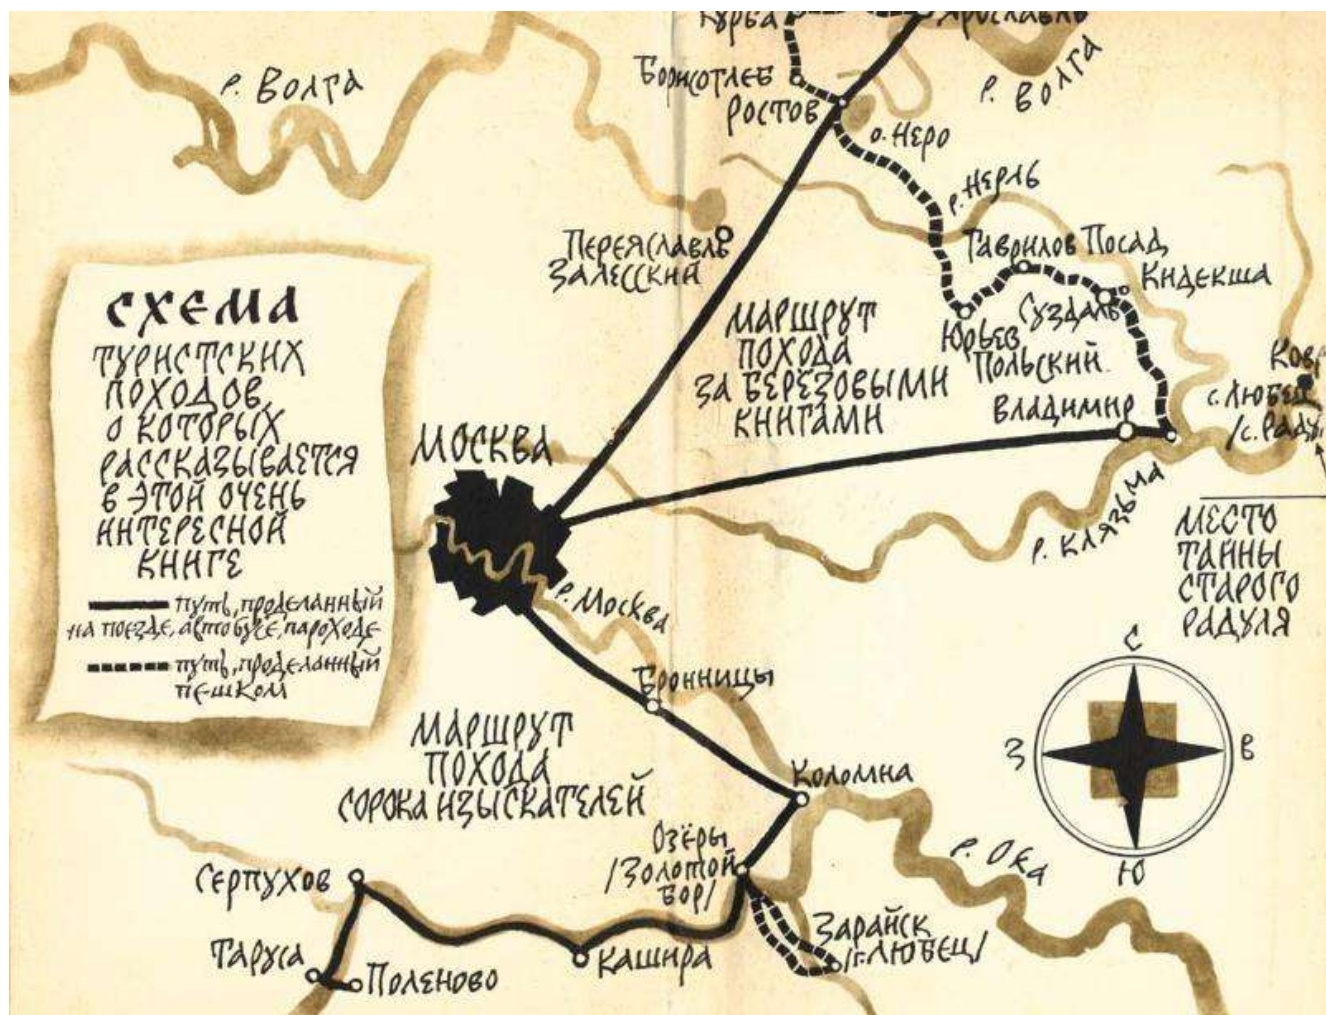 Курба
Ярославль
р. Волга
р. Волга
Борисоглеб
Ростов
о. Неро
р. Нерль
Переяславль
Залесский
Гаврилов Посад
Кидекша
Суздаль
Юрьев
Польский
МАРШРУТ
ПОХОДА
ЗА БЕРЕЗОВЫМИ
КНИГАМИ
Владимир
Ковр
с. Любец
/с. Раду
СХЕМА
ТУРИСТСКИХ
ПОХОДОВ,
О КОТОРЫХ
РАССКАЗЫВАЕТСЯ
В ЭТОЙ ОЧЕНЬ
ИНТЕРЕСНОЙ
КНИГЕ
путь, проделанный
на поезде, автобусе, пароходе
путь, проделанный
пешком
МОСКВА
р. Москва
р. Клязьма
МЕСТО
ТАЙНЫ
СТАРОГО
РАДУЛЯ
С
З
В
Ю
Бронницы
МАРШРУТ
ПОХОДА
СОРОКА ИЗЫСКАТЕЛЕЙ
Коломна
Озёры
/Золотой
Бор/
р. Ока
Серпухов
Таруса
Поленово
Кашира
Зарайск
/г. Любец/